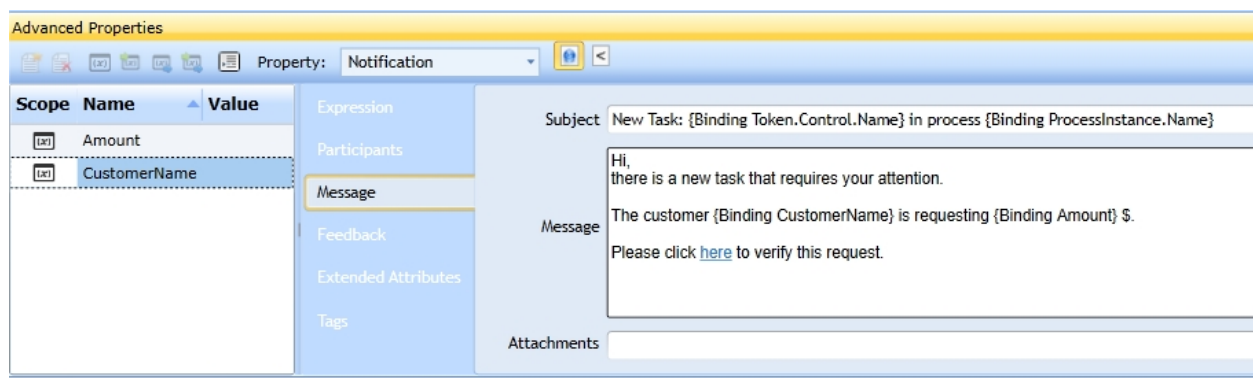 Advanced Properties
Property: Notification
Scope Name Value
Amount
CustomerName
Expression
Participants
Message
Feedback
Extended Attributes
Tags
Subject New Task: {Binding Token.Control.Name} in process {Binding ProcessInstance.Name}
Message
Hi,
there is a new task that requires your attention.
The customer {Binding CustomerName} is requesting {Binding Amount} $.
Please click here to verify this request.
Attachments